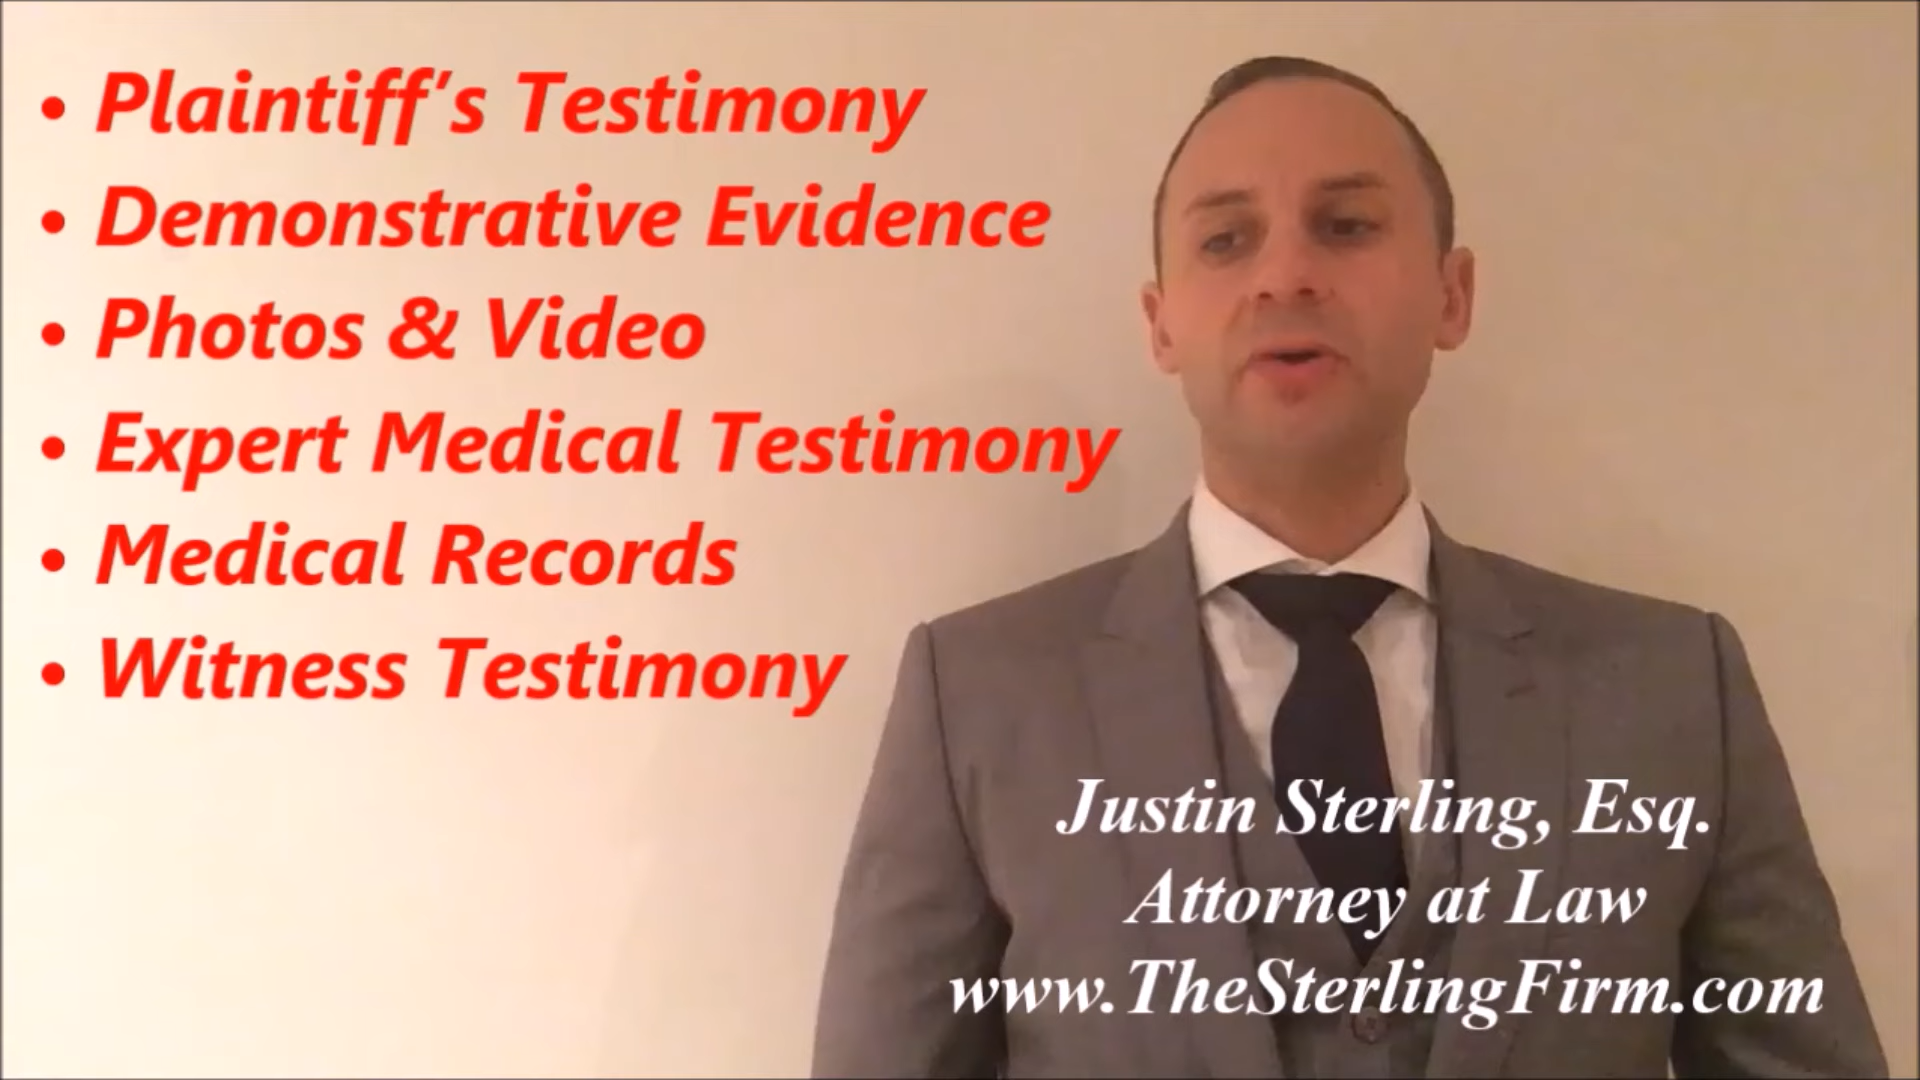 • Plaintiff's Testimony
• Demonstrative Evidence
• Photos & Video
• Expert Medical Testimony
• Medical Records
• Witness Testimony
Justin Sterling, Esq.
Attorney at Law
www.TheSterlingFirm.com